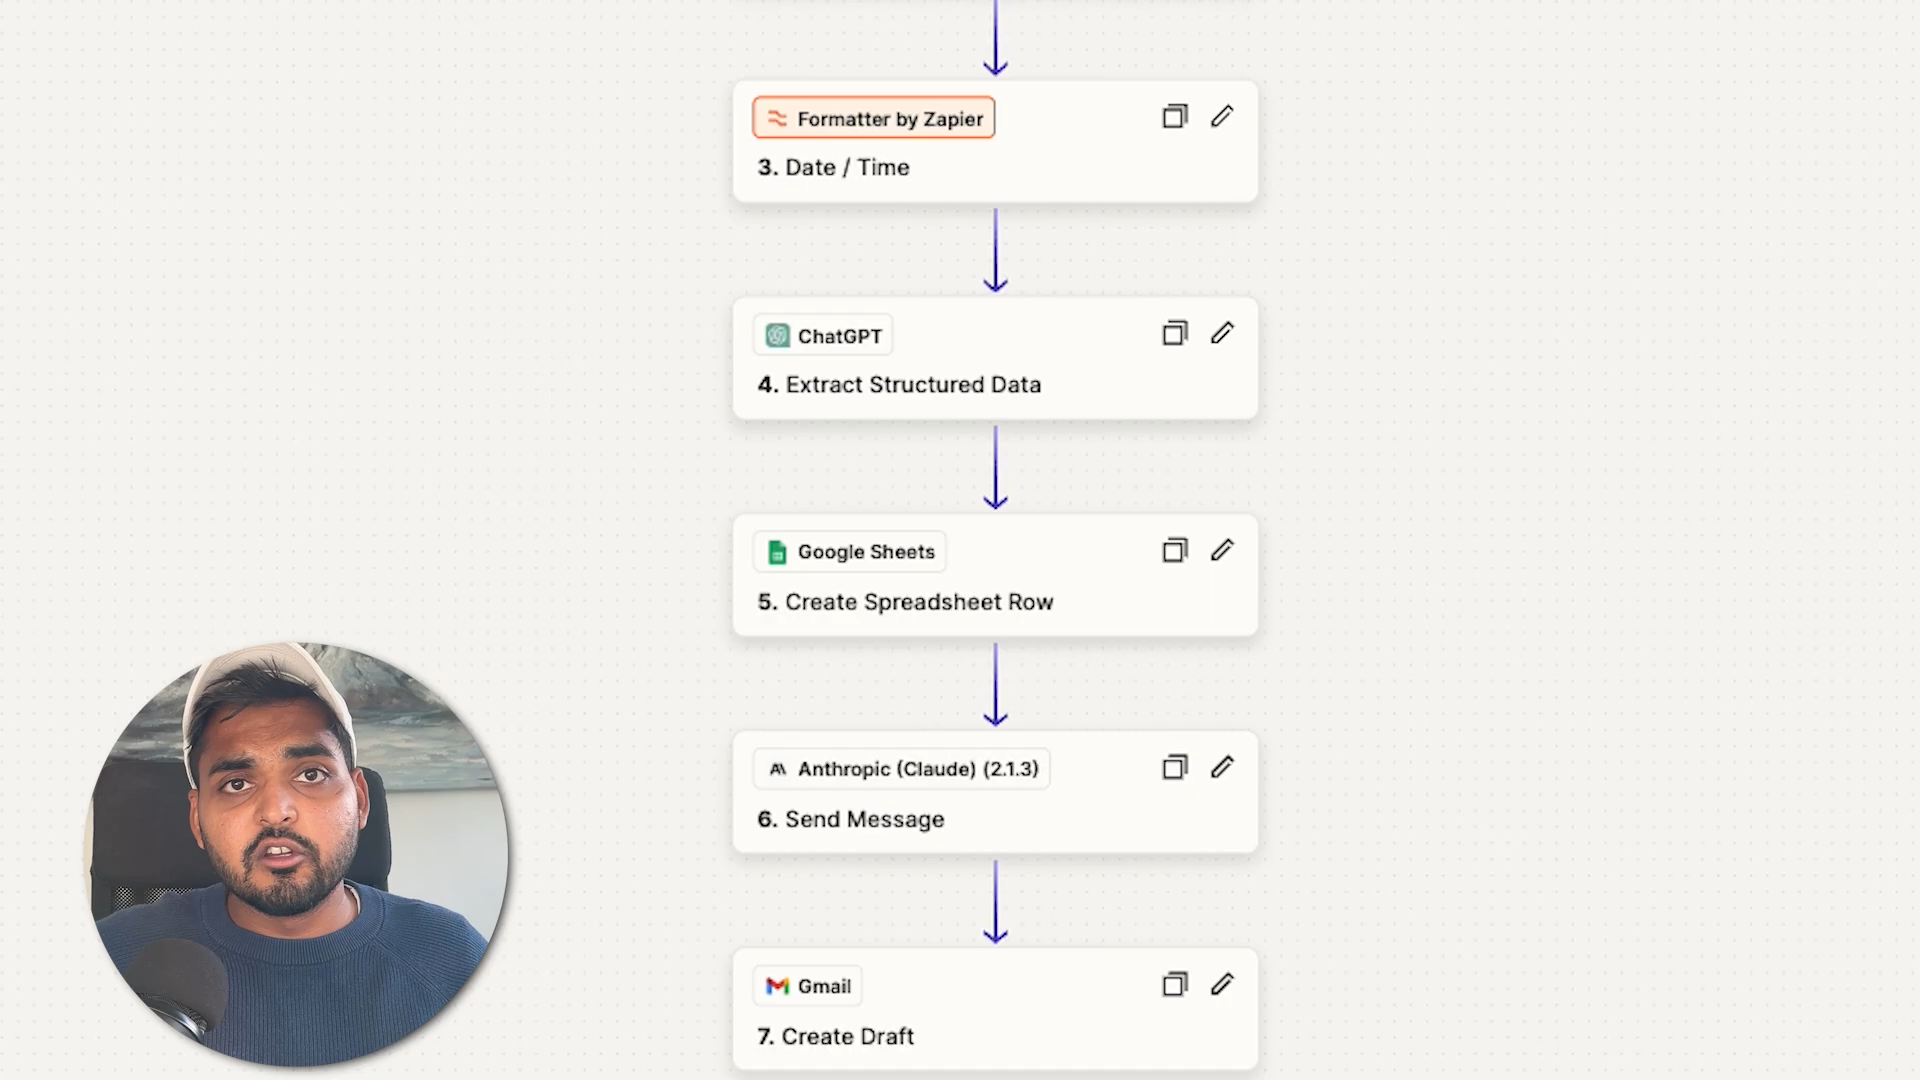 Formatter by Zapier
3. Date / Time
ChatGPT
4. Extract Structured Data
Google Sheets
5. Create Spreadsheet Row
Anthropic (Claude) (2.1.3)
6. Send Message
Gmail
7. Create Draft